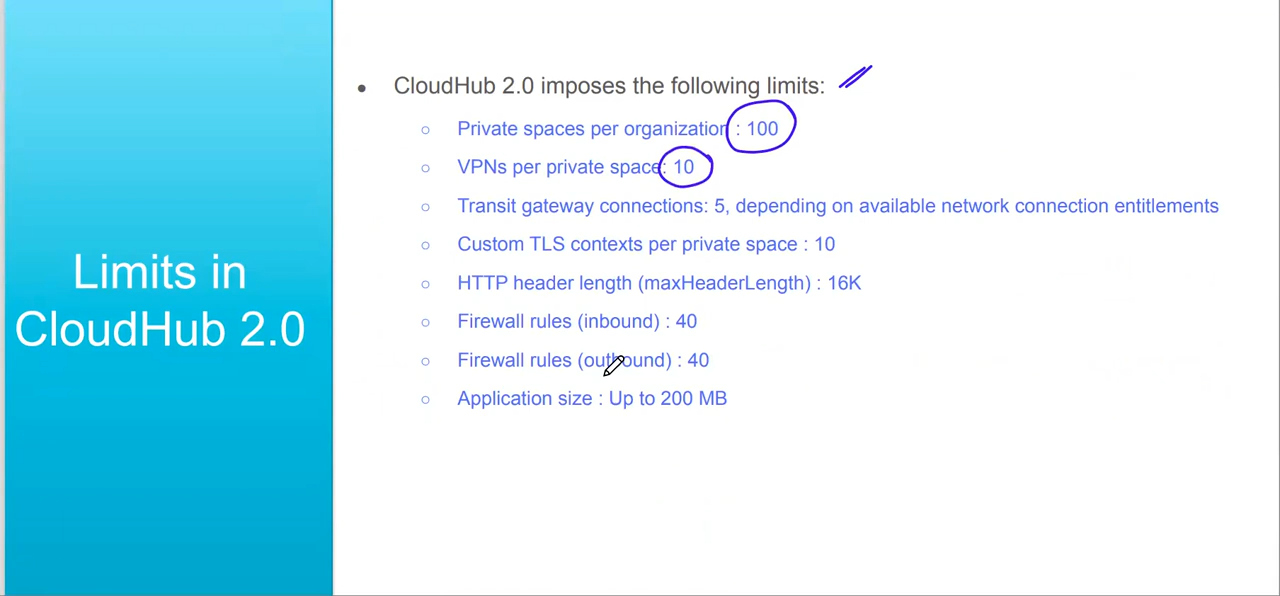 Limits in
CloudHub 2.0
• CloudHub 2.0 imposes the following limits:
○ Private spaces per organization : 100
○ VPNs per private space: 10
○ Transit gateway connections: 5, depending on available network connection entitlements
○ Custom TLS contexts per private space : 10
○ HTTP header length (maxHeaderLength) : 16K
○ Firewall rules (inbound) : 40
○ Firewall rules (outbound) : 40
○ Application size : Up to 200 MB